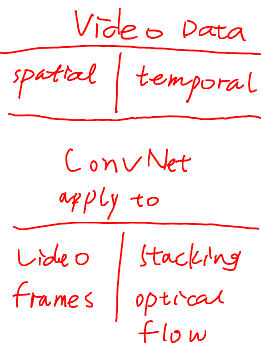 Video Data
spatial temporal
ConvNet
apply to
video stacking
frames optical
flow